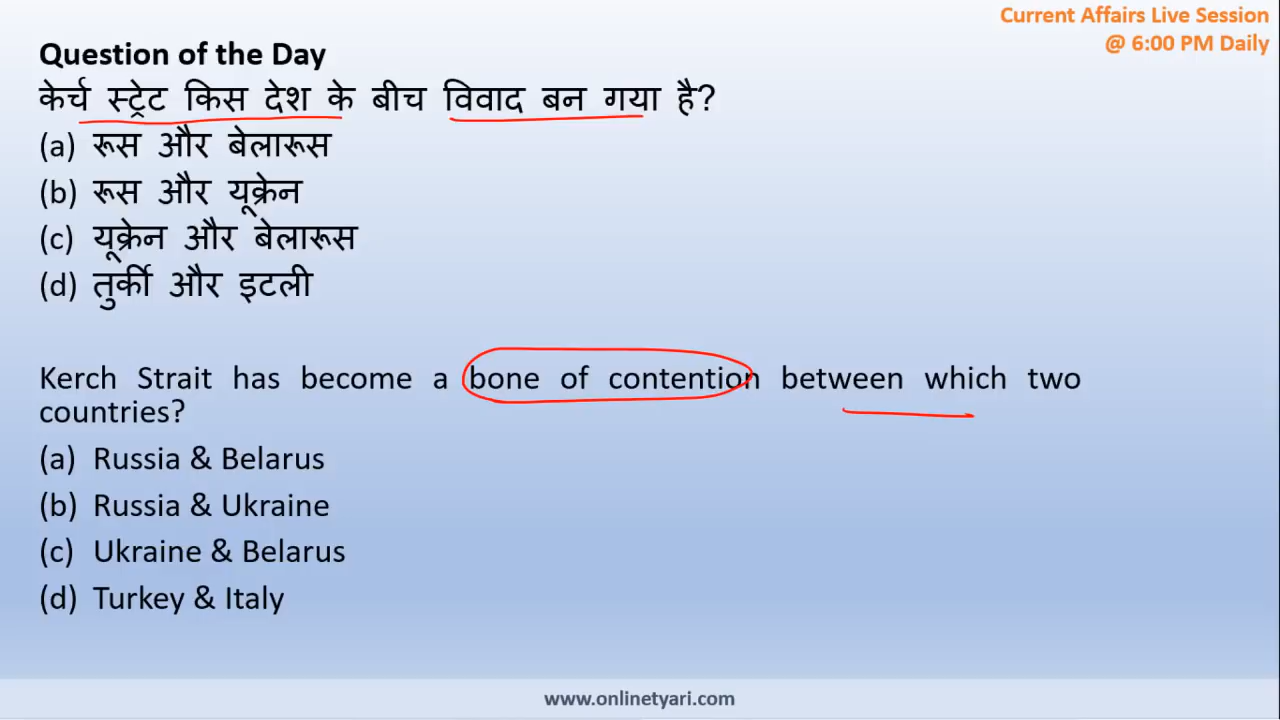 Current Affairs Live Session
@ 6:00 PM Daily
Question of the Day
केर्च स्ट्रेट किस देश के बीच विवाद बन गया है?
(a) रूस और बेलारूस
(b) रूस और यूक्रेन
(c) यूक्रेन और बेलारूस
(d) तुर्की और इटली
Kerch Strait has become a bone of contention between which two
countries?
(a) Russia & Belarus
(b) Russia & Ukraine
(c) Ukraine & Belarus
(d) Turkey & Italy
www.onlinetyari.com